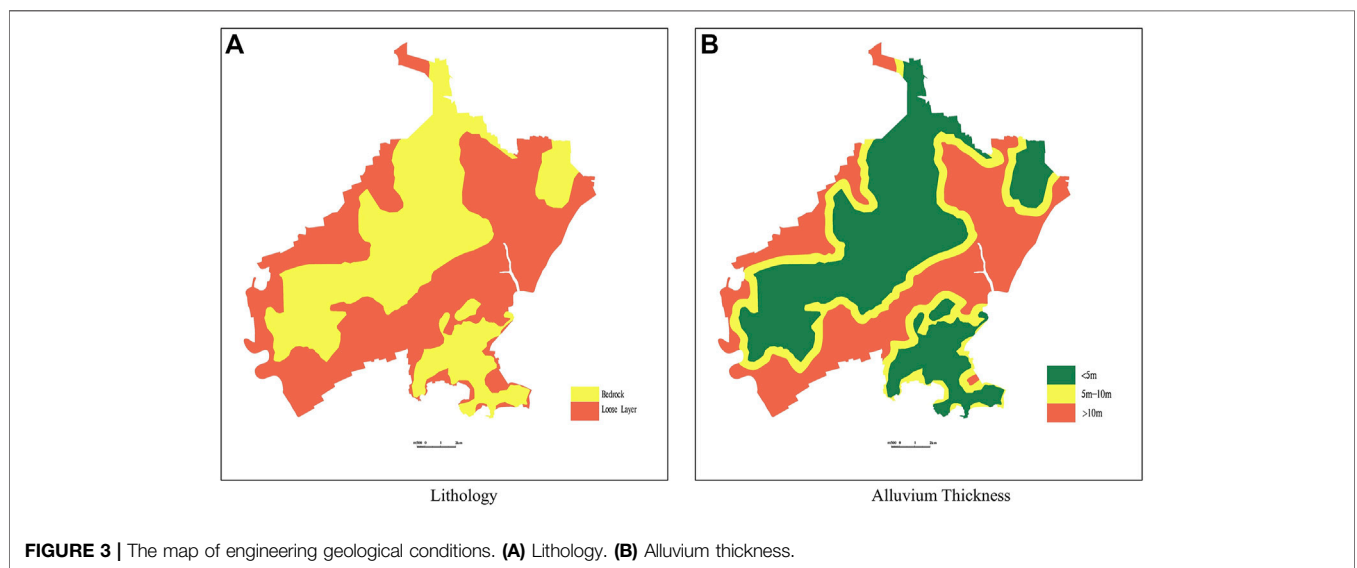 A
B
Bedrock
Loose Layer
<5m
5m-10m
>10m
Lithology
Alluvium Thickness
FIGURE 3 | The map of engineering geological conditions. (A) Lithology. (B) Alluvium thickness.